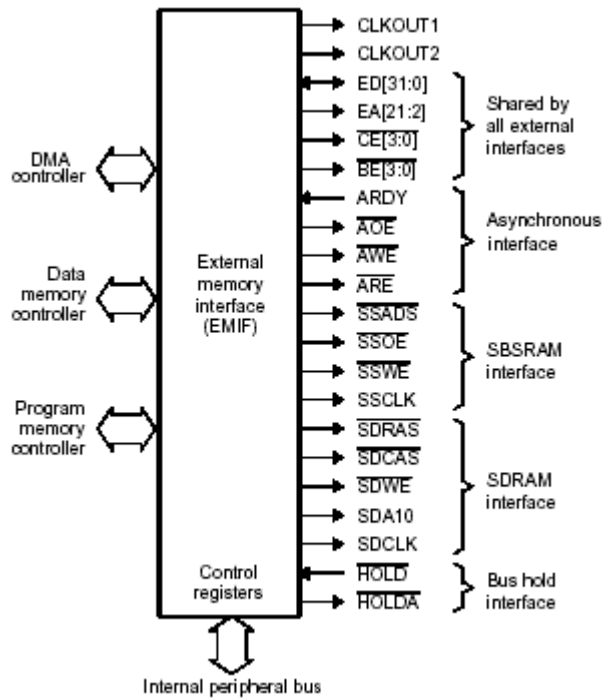 CLKOUT1
CLKOUT2
ED[31:0]
EA[21:2]
CE[3:0]
BE[3:0]
Shared by
all external
interfaces
DMA
controller
ARDY
AOE
AWE
ARE
Asynchronous
interface
Data
memory
controller
External
memory
interface
(EMIF)
SSADS
SSOE
SSWE
SSCLK
SBSRAM
interface
Program
memory
controller
SDRAS
SDCAS
SDWE
SDA10
SDCLK
SDRAM
interface
Control
registers
HOLD
HOLDA
Bus hold
interface
Internal peripheral bus